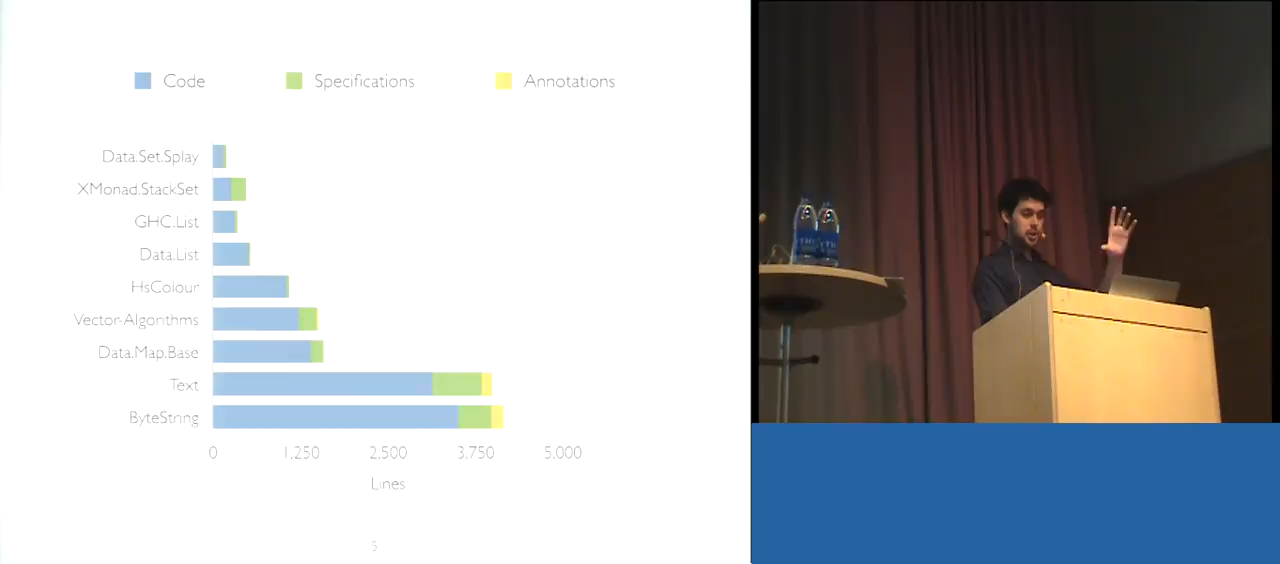 Code Specifications Annotations
Data.Set.Splay
XMonad.StackSet
GHC.List
Data.List
HsColour
Vector-Algorithms
Data.Map.Base
Text
ByteString
0 1,250 2,500 3,750 5,000
Lines
5